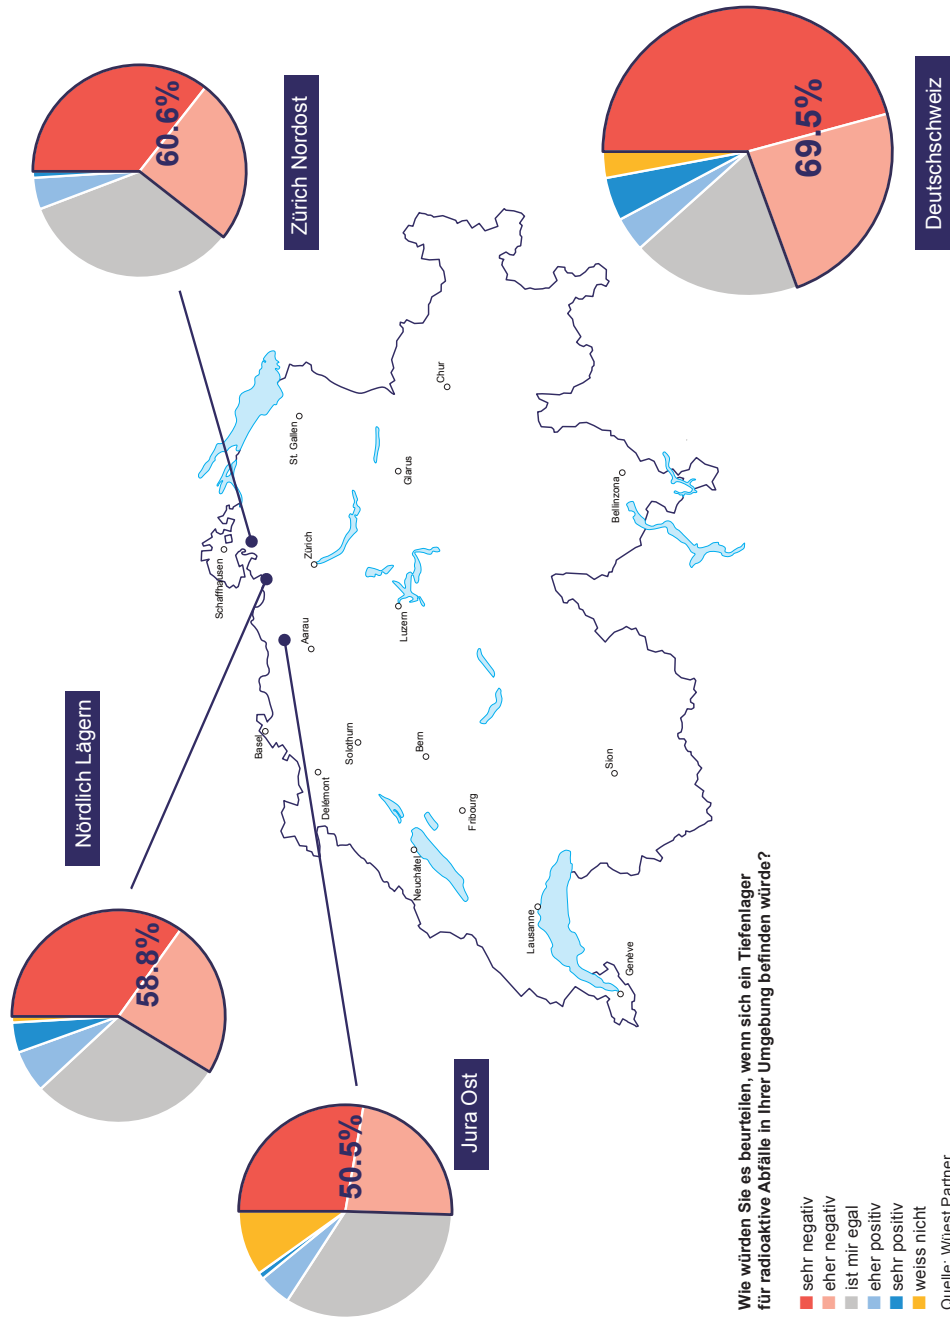 Nördlich Lägern
58.8%
Zürich Nordost
60.6%
Jura Ost
50.5%
Deutschschweiz
69.5%
Schaffhausen
Basel
Aarau
Zürich
St. Gallen
Delémont
Solothurn
Luzern
Glarus
Neuchâtel
Bern
Chur
Fribourg
Lausanne
Genève
Sion
Bellinzona
Wie würden Sie es beurteilen, wenn sich ein Tiefenlager
für radioaktive Abfälle in Ihrer Umgebung befinden würde?
sehr negativ
eher negativ
ist mir egal
eher positiv
sehr positiv
weiss nicht
Quelle: Wüest Partner